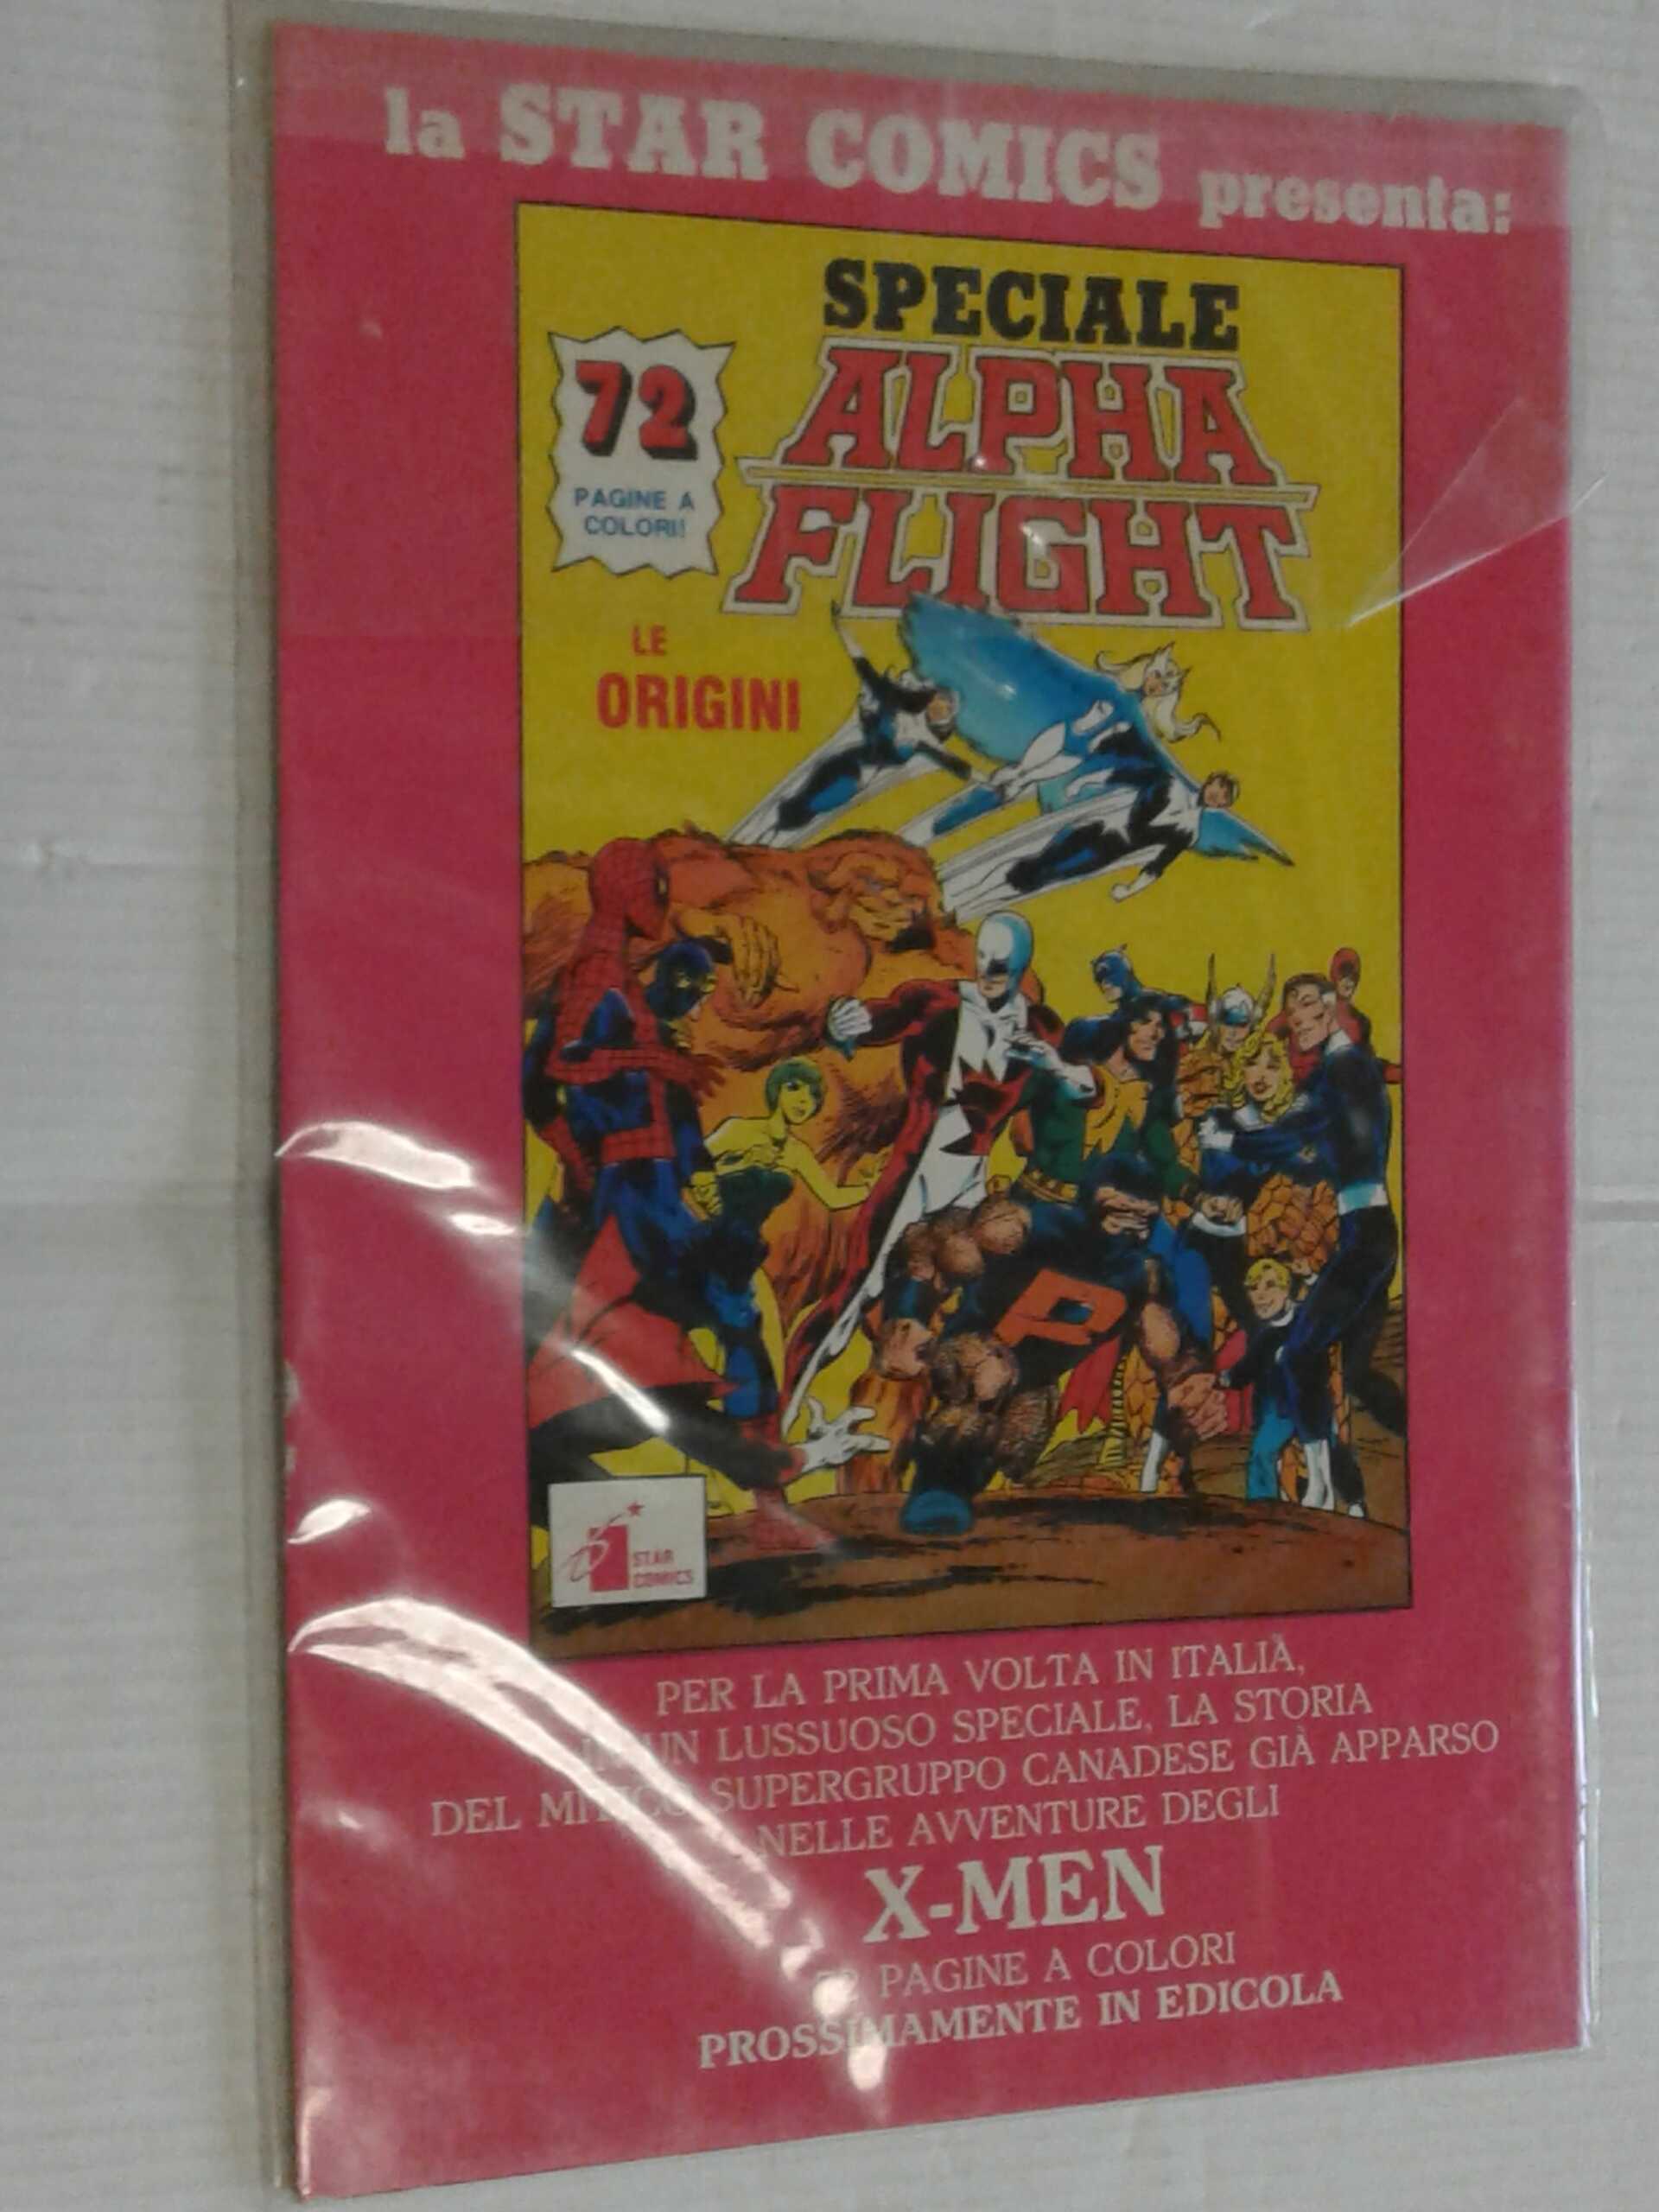 la STAR COMICS presenta:
SPECIALE
72
PAGINE A
COLORI!
ALPHA
FLIGHT
LE
ORIGINI
P
STAR
COMICS
PER LA PRIMA VOLTA IN ITALIA,
UN LUSSUOSO SPECIALE, LA STORIA
DEL MITICO SUPERGRUPPO CANADESE GIÀ APPARSO
NELLE AVVENTURE DEGLI
X-MEN
PAGINE A COLORI
PROSSIMAMENTE IN EDICOLA